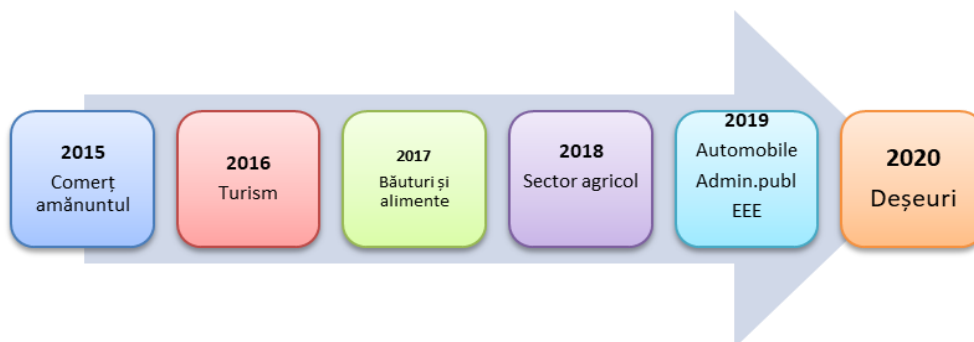 2015
Comerț
amănuntul
2016
Turism
2017
Băuturi și
alimente
2018
Sector agricol
2019
Automobile
Admin.publ
EEE
2020
Deșeuri